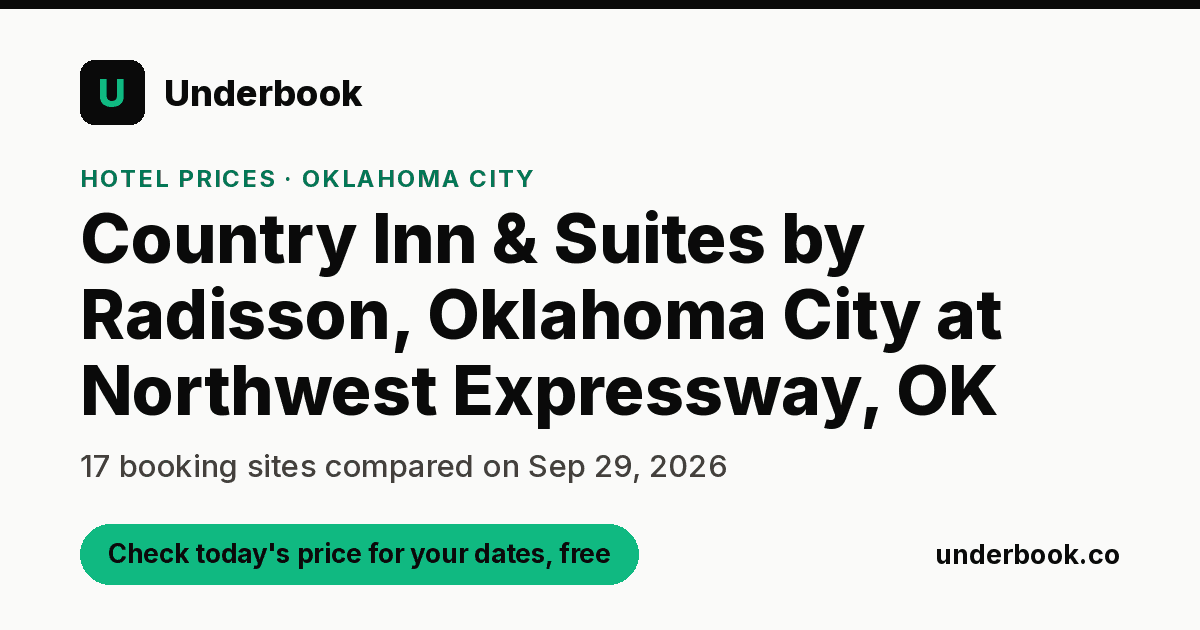 U Underbook
HOTEL PRICES · OKLAHOMA CITY
Country Inn & Suites by
Radisson, Oklahoma City at
Northwest Expressway, OK
17 booking sites compared on Sep 29, 2026
Check today's price for your dates, free
underbook.co